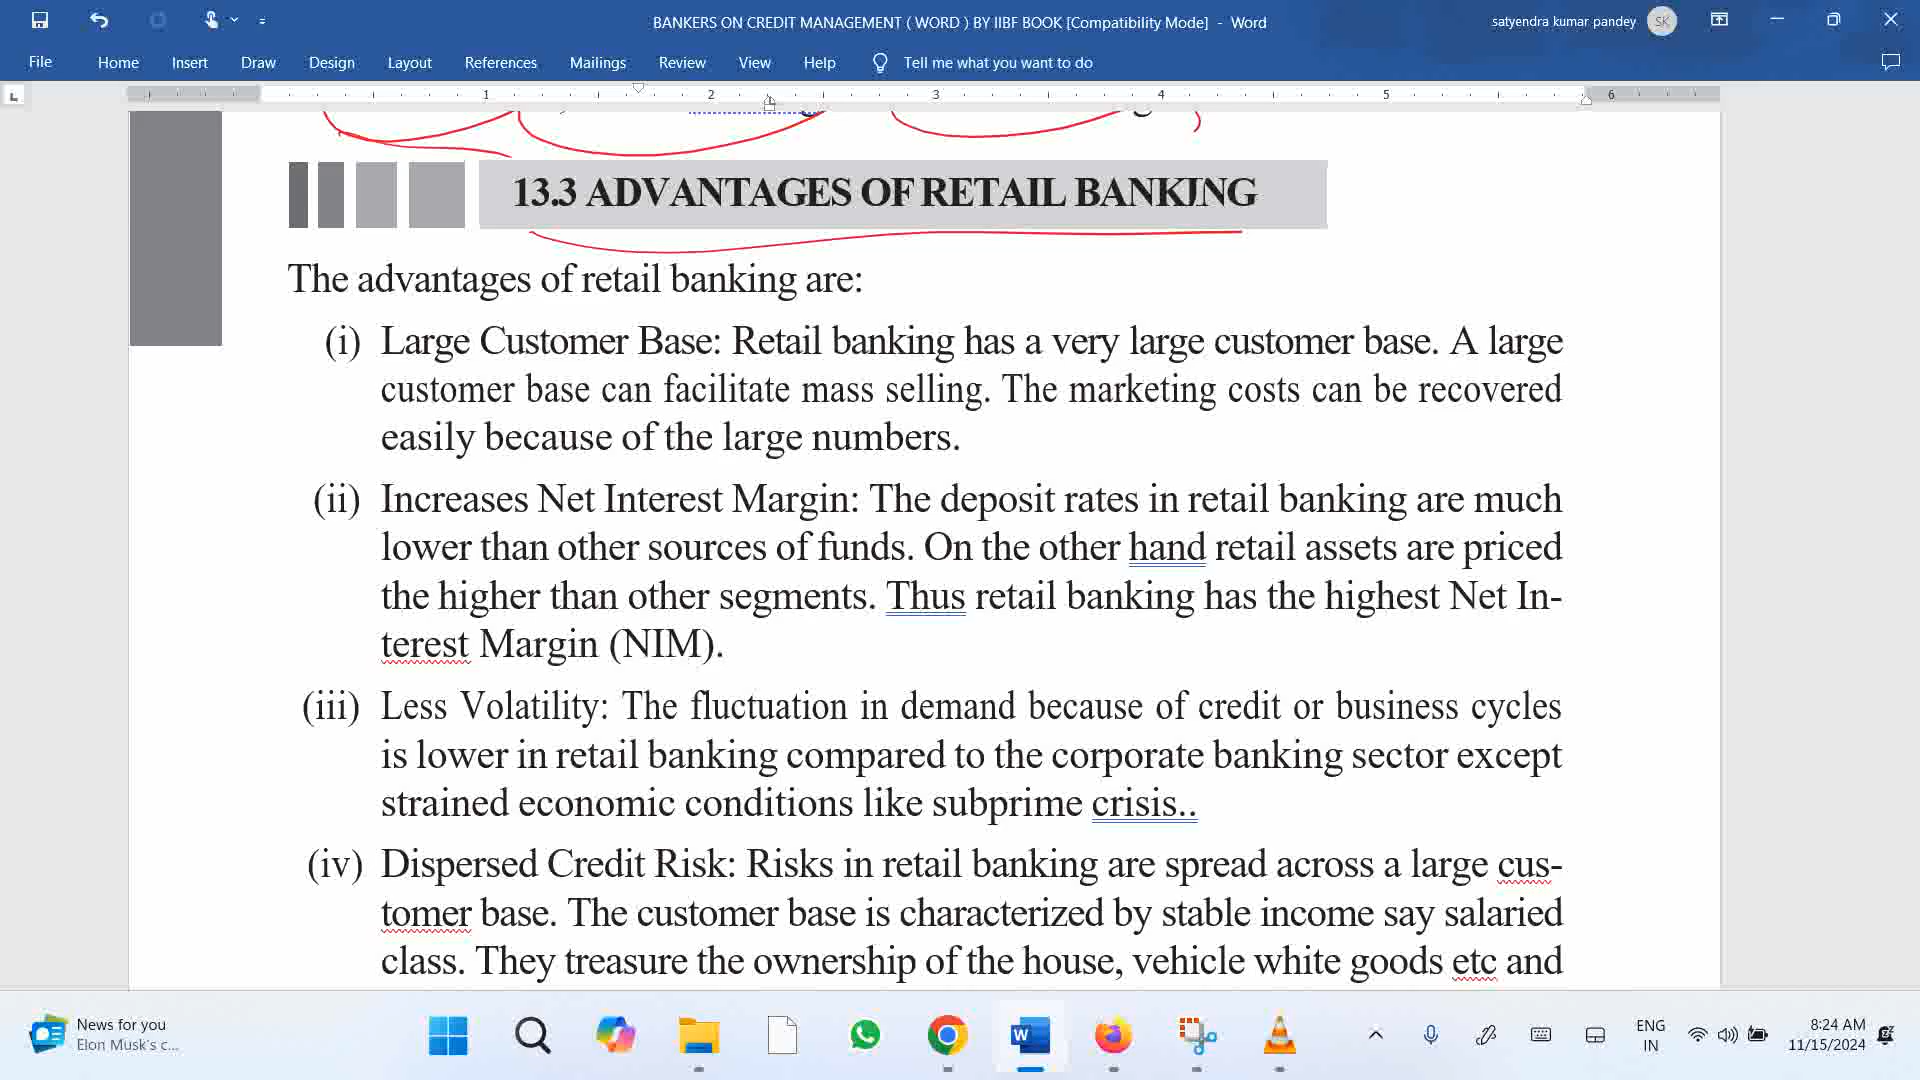 BANKERS ON CREDIT MANAGEMENT ( WORD ) BY IIBF BOOK [Compatibility Mode] - Word
satyendra kumar pandey SK
File Home Insert Draw Design Layout References Mailings Review View Help Tell me what you want to do
1 2 3 4 5 6
13.3 ADVANTAGES OF RETAIL BANKING
The advantages of retail banking are:
(i) Large Customer Base: Retail banking has a very large customer base. A large
customer base can facilitate mass selling. The marketing costs can be recovered
easily because of the large numbers.
(ii) Increases Net Interest Margin: The deposit rates in retail banking are much
lower than other sources of funds. On the other hand retail assets are priced
the higher than other segments. Thus retail banking has the highest Net In-
terest Margin (NIM).
(iii) Less Volatility: The fluctuation in demand because of credit or business cycles
is lower in retail banking compared to the corporate banking sector except
strained economic conditions like subprime crisis..
(iv) Dispersed Credit Risk: Risks in retail banking are spread across a large cus-
tomer base. The customer base is characterized by stable income say salaried
class. They treasure the ownership of the house, vehicle white goods etc and
News for you
Elon Musk's c...
ENG
IN
8:24 AM
11/15/2024